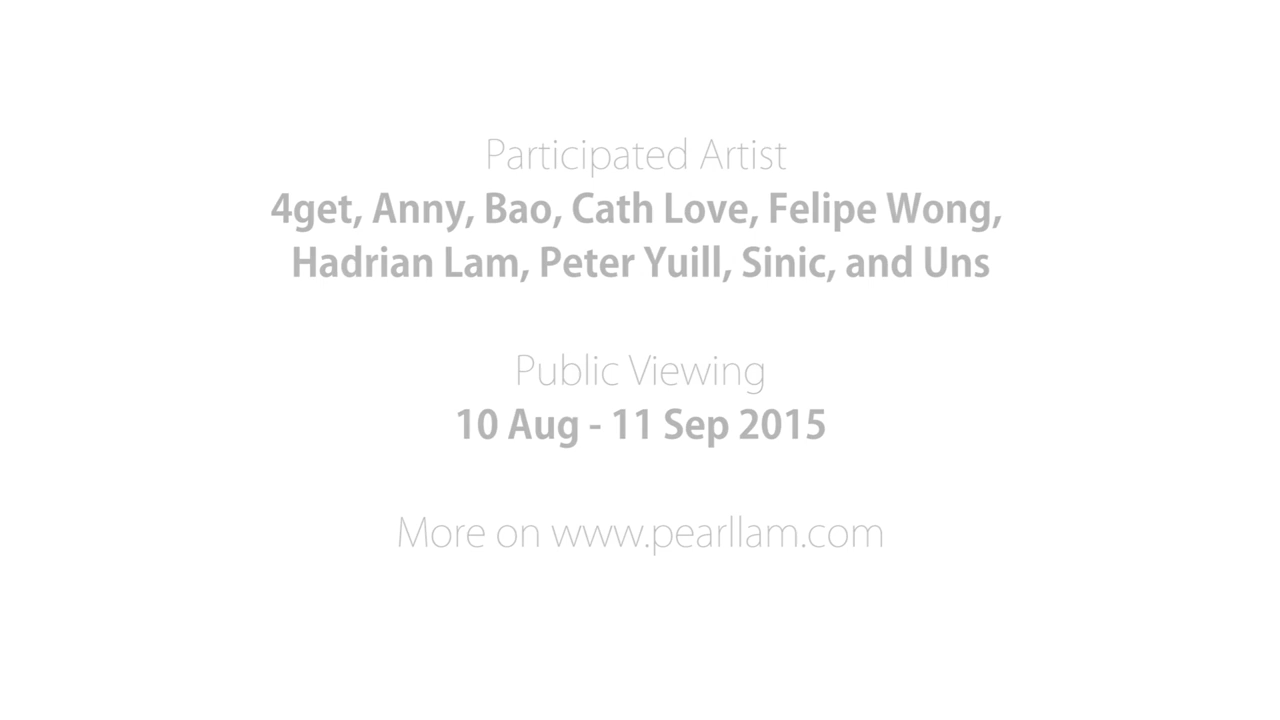 Participated Artist
4get, Anny, Bao, Cath Love, Felipe Wong,
Hadrian Lam, Peter Yuill, Sinic, and Uns
Public Viewing
10 Aug - 11 Sep 2015
More on www.pearllam.com